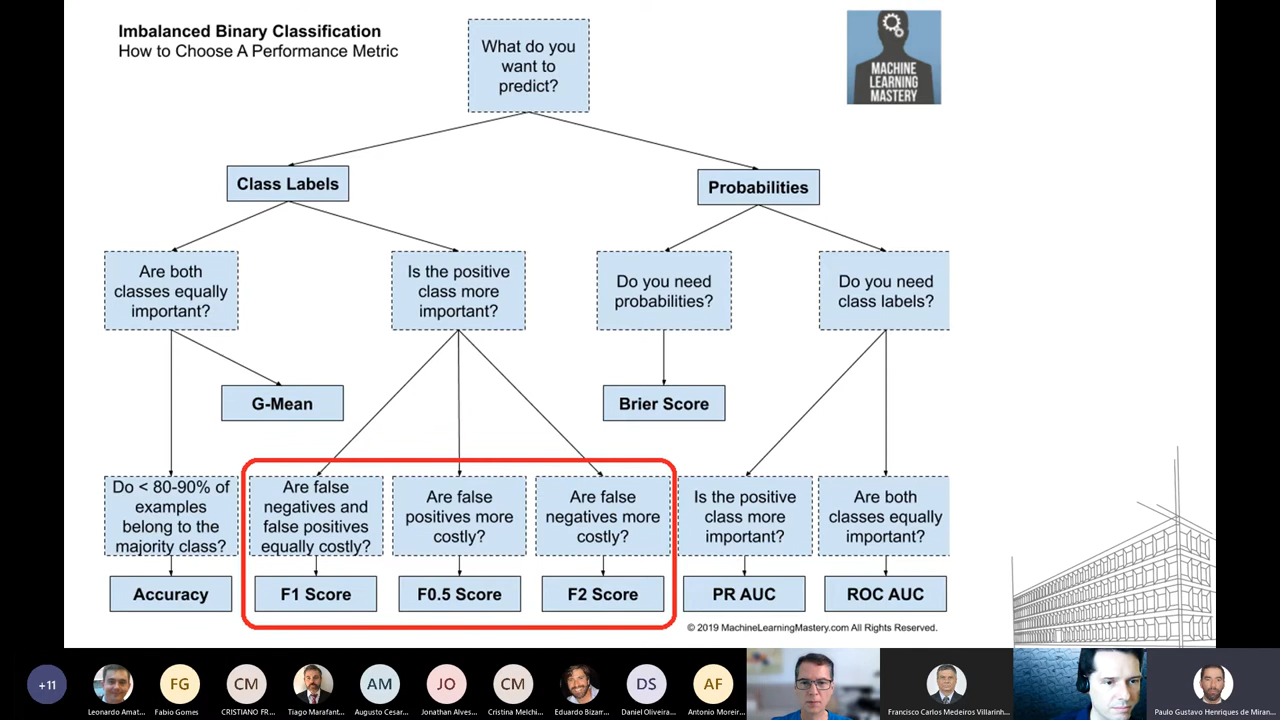 Imbalanced Binary Classification
How to Choose A Performance Metric
What do you
want to
predict?
MACHINE
LEARNING
MASTERY
Class Labels
Probabilities
Are both
classes equally
important?
Is the positive
class more
important?
Do you need
probabilities?
Do you need
class labels?
G-Mean
Brier Score
Do < 80-90% of
examples
belong to the
majority class?
Are false
negatives and
false positives
equally costly?
Are false
positives more
costly?
Are false
negatives more
costly?
Is the positive
class more
important?
Are both
classes equally
important?
Accuracy
F1 Score
F0.5 Score
F2 Score
PR AUC
ROC AUC
© 2019 MachineLearningMastery.com All Rights Reserved.
+11
FG
CM
AM
JO
CM
DS
AF
Leonardo Amat...
Fabio Gomes
CRISTIANO FR...
Tiago Marafant...
Augusto Cesar...
Jonathan Alves...
Cristina Melchi...
Eduardo Bizarr...
Daniel Oliveira...
Antonio Moreir...
Francisco Carlos Medeiros Villarinh...
Paulo Gustavo Henriques de Miran...